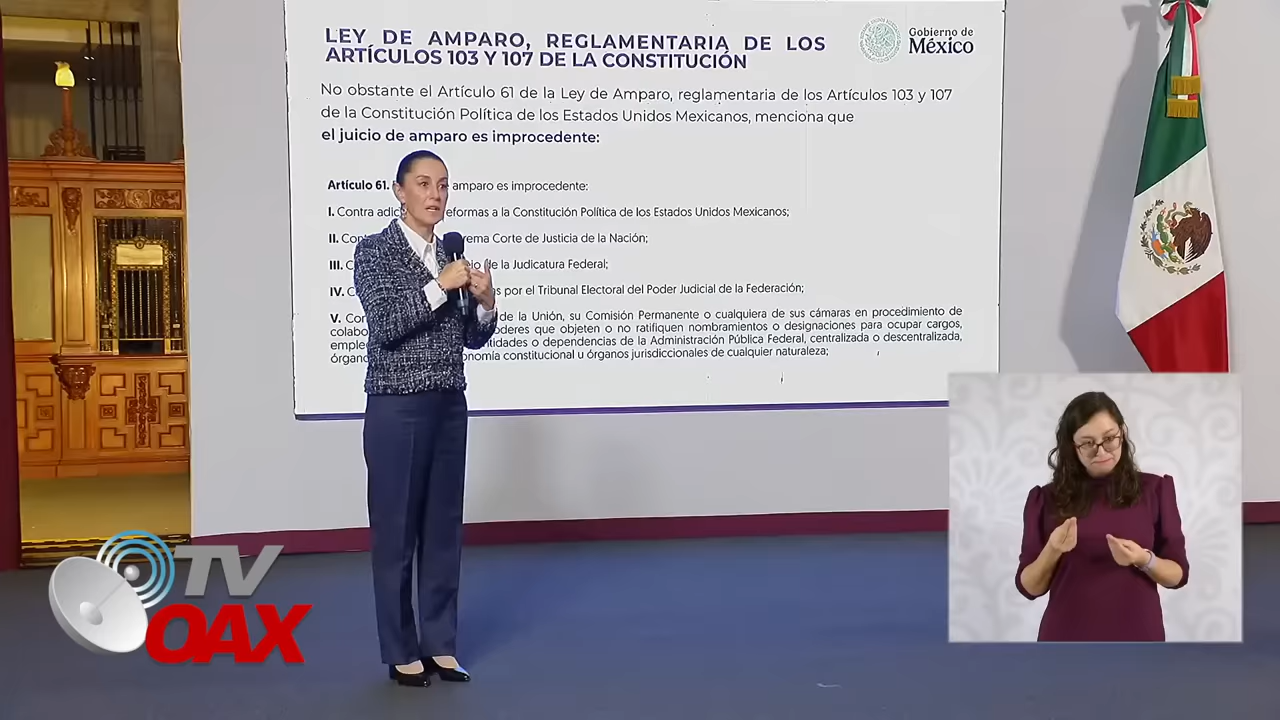 LEY DE AMPARO, REGLAMENTARIA DE LOS
ARTÍCULOS 103 Y 107 DE LA CONSTITUCIÓN
Gobierno de
México
No obstante el Artículo 61 de la Ley de Amparo, reglamentaria de los Artículos 103 y 107
de la Constitución Política de los Estados Unidos Mexicanos, menciona que
el juicio de amparo es improcedente:
Artículo 61. amparo es improcedente:
I. Contra eformas a la Constitución Política de los Estados Unidos Mexicanos;
II. rema Corte de Justicia de la Nación;
III. de la Judicatura Federal;
IV. por el Tribunal Electoral del Poder Judicial de la Federación;
V. de la Unión, su Comisión Permanente o cualquiera de sus cámaras en procedimiento de
colabo oderes que objeten o no ratifiquen nombramientos o designaciones para ocupar cargos,
emple ntidades o dependencias de la Administración Pública Federal, centralizada o descentralizada,
órgano onomía constitucional u órganos jurisdiccionales de cualquier naturaleza;
TV
OAX